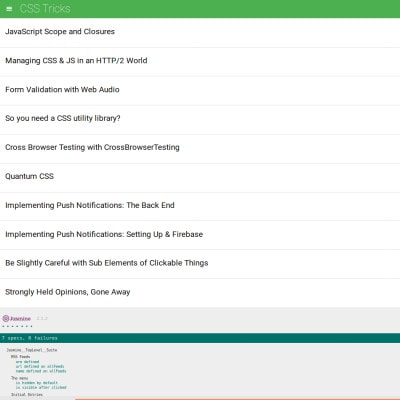 CSS Tricks
JavaScript Scope and Closures
Managing CSS & JS in an HTTP/2 World
Form Validation with Web Audio
So you need a CSS utility library?
Cross Browser Testing with CrossBrowserTesting
Quantum CSS
Implementing Push Notifications: The Back End
Implementing Push Notifications: Setting Up & Firebase
Be Slightly Careful with Sub Elements of Clickable Things
Strongly Held Opinions, Gone Away
Jasmine
7 specs, 0 failures
RSS Feeds
are defined
url defined on allFeeds
name defined on allFeeds
The menu
is hidden by default
is visible after clicked
Initial Entries